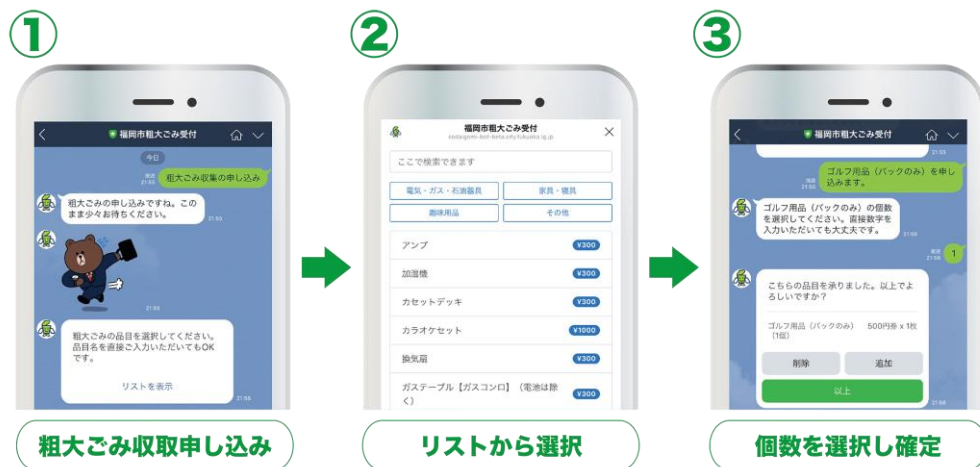 ①
②
③
福岡市粗大ごみ受付
今日
既読
21:53
粗大ごみ収集の申し込み
粗大ごみの申し込みですね。この
まま少々お待ちください。
21:53
21:53
粗大ごみの品目を選択してください。
品目名を直接ご入力いただいてもOK
です。
リストを表示
粗大ごみ収取申し込み
福岡市粗大ごみ受付
ここで検索できます
電気・ガス・石油器具
家具・寝具
趣味用品
その他
アンプ
¥300
加湿機
¥300
カセットデッキ
¥300
カラオケセット
¥1000
換気扇
¥300
ガステーブル【ガスコンロ】（電池は除
く）
¥300
リストから選択
福岡市粗大ごみ受付
21:53
既読
ゴルフ用品（バックのみ）を申し
込みます。
ゴルフ用品（バックのみ）の個数
を選択してください。直接数字を
入力いただいても大丈夫です。
既読
1
こちらの品目を承りました。以上でよ
ろしいですか？
ゴルフ用品（バックのみ） 500円券 x 1枚
（1個）
削除
追加
以上
個数を選択し確定